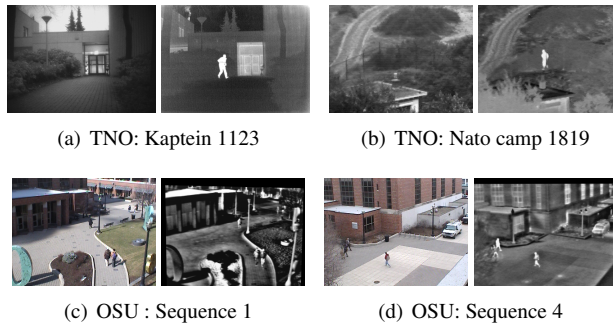 (a) TNO: Kaptein 1123
(b) TNO: Nato camp 1819
(c) OSU : Sequence 1
(d) OSU: Sequence 4